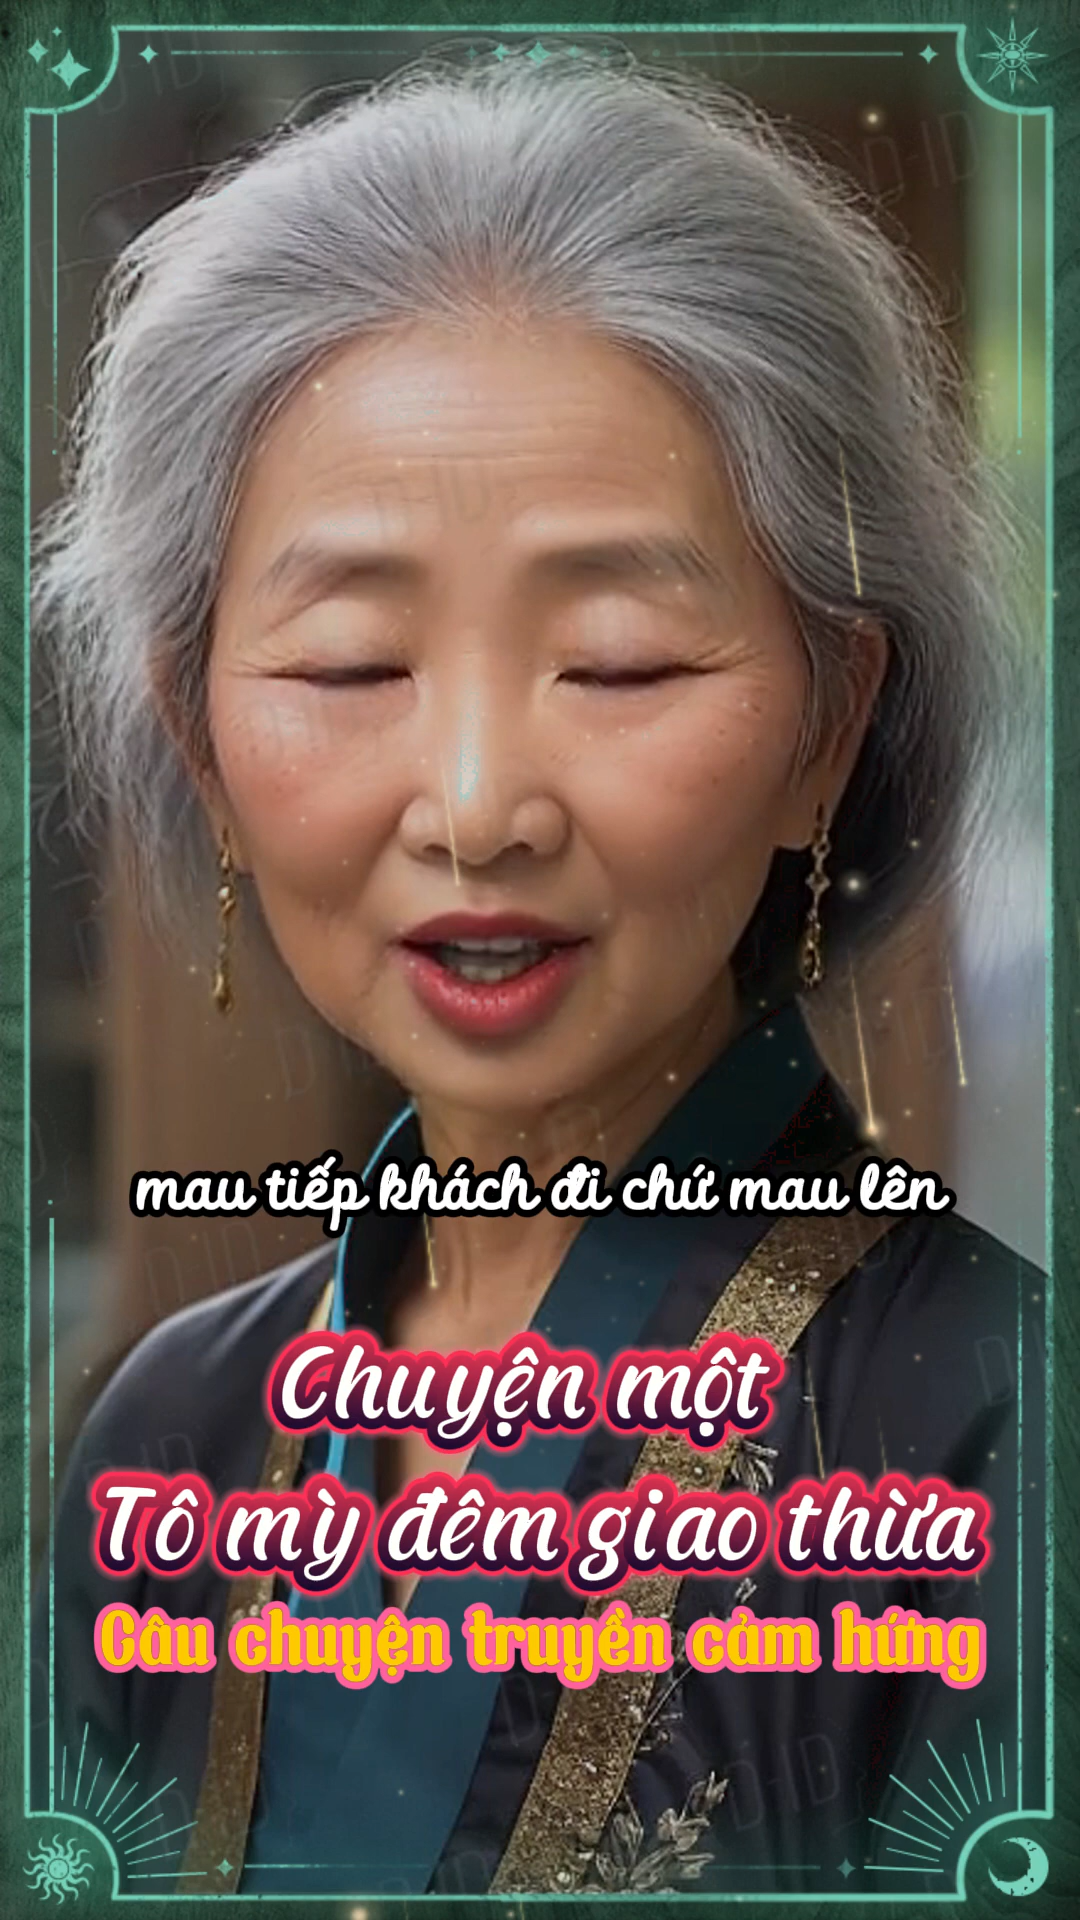 mau tiếp khách đi chứ mau lên
Chuyện một
Tô mỳ đêm giao thừa
Câu chuyện truyền cảm hứng
D-ID